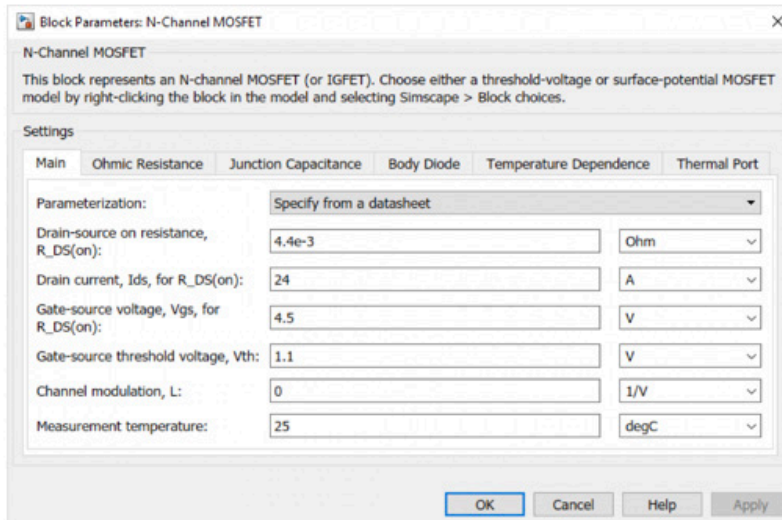 Block Parameters: N-Channel MOSFET
N-Channel MOSFET
This block represents an N-channel MOSFET (or IGFET). Choose either a threshold-voltage or surface-potential MOSFET
model by right-clicking the block in the model and selecting Simscape > Block choices.
Settings
Main Ohmic Resistance Junction Capacitance Body Diode Temperature Dependence Thermal Port
Parameterization: Specify from a datasheet
Drain-source on resistance,
R_DS(on): 4.4e-3 Ohm
Drain current, Ids, for R_DS(on): 24 A
Gate-source voltage, Vgs, for
R_DS(on): 4.5 V
Gate-source threshold voltage, Vth: 1.1 V
Channel modulation, L: 0 1/V
Measurement temperature: 25 degC
OK Cancel Help Apply